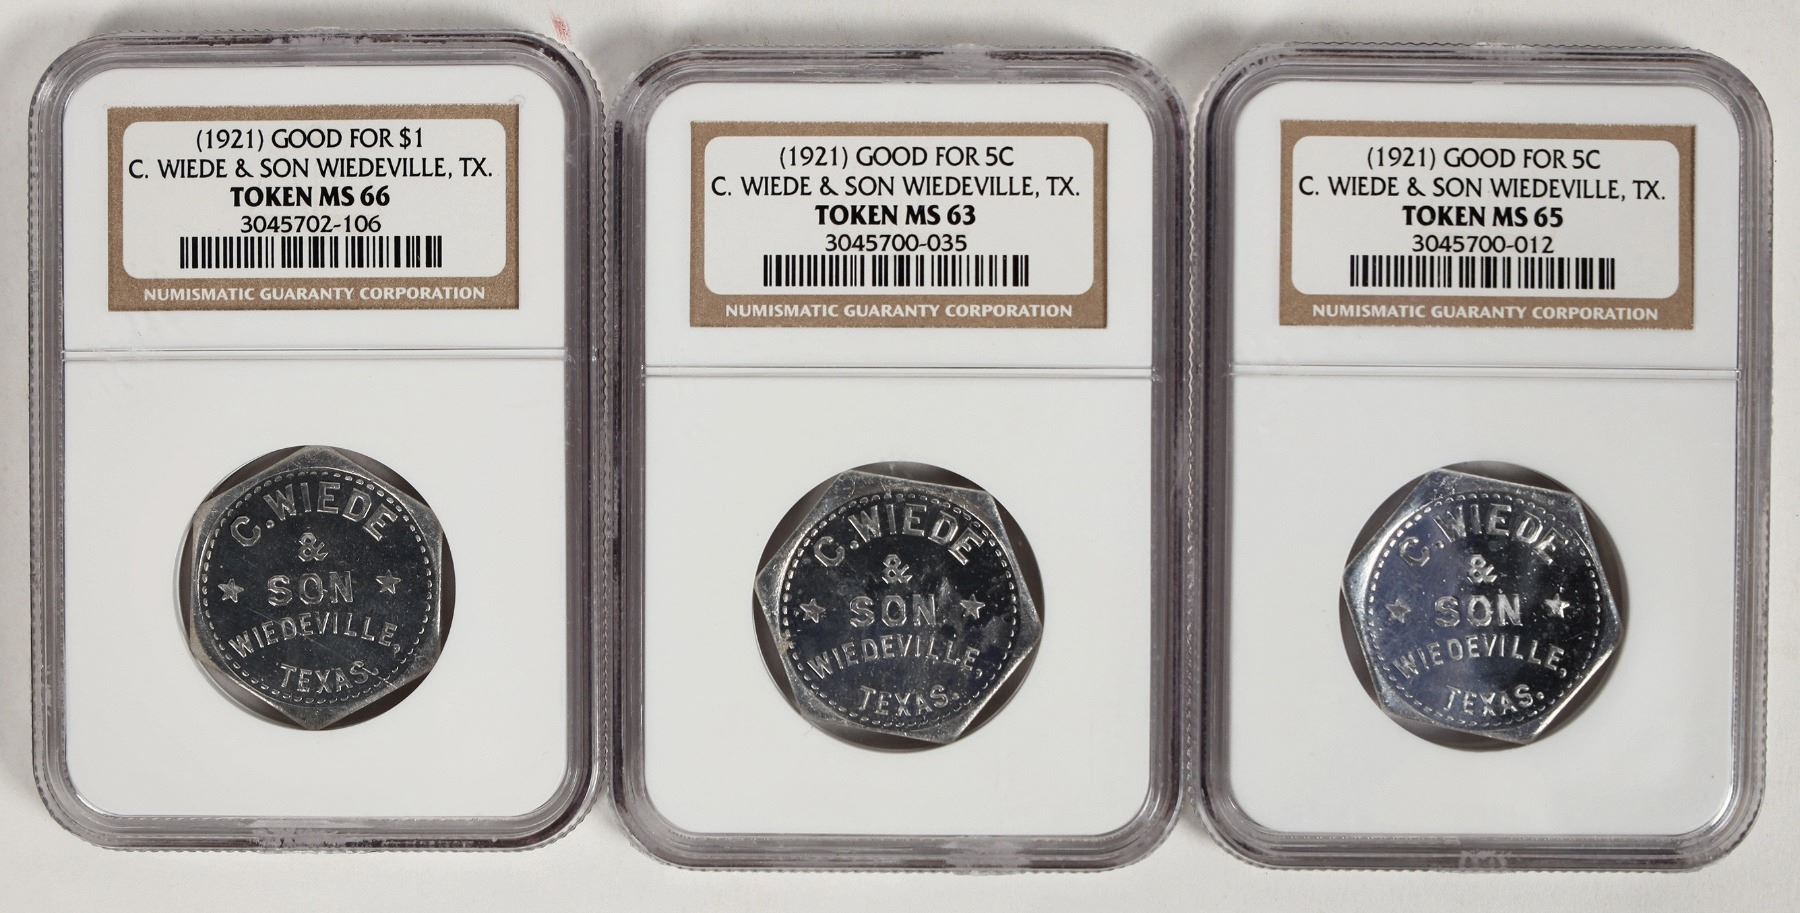 (1921) GOOD FOR $1
C. WIEDE & SON WIEDEVILLE, TX.
TOKEN MS 66
3045702-106
NUMISMATIC GUARANTY CORPORATION
C. WIEDE
&
SON
WIEDEVILLE,
TEXAS.
(1921) GOOD FOR 5C
C. WIEDE & SON WIEDEVILLE, TX.
TOKEN MS 63
3045700-035
NUMISMATIC GUARANTY CORPORATION
C. WIEDE
&
SON
WIEDEVILLE,
TEXAS.
(1921) GOOD FOR 5C
C. WIEDE & SON WIEDEVILLE, TX.
TOKEN MS 65
3045700-012
NUMISMATIC GUARANTY CORPORATION
C. WIEDE
&
SON
WIEDEVILLE,
TEXAS.